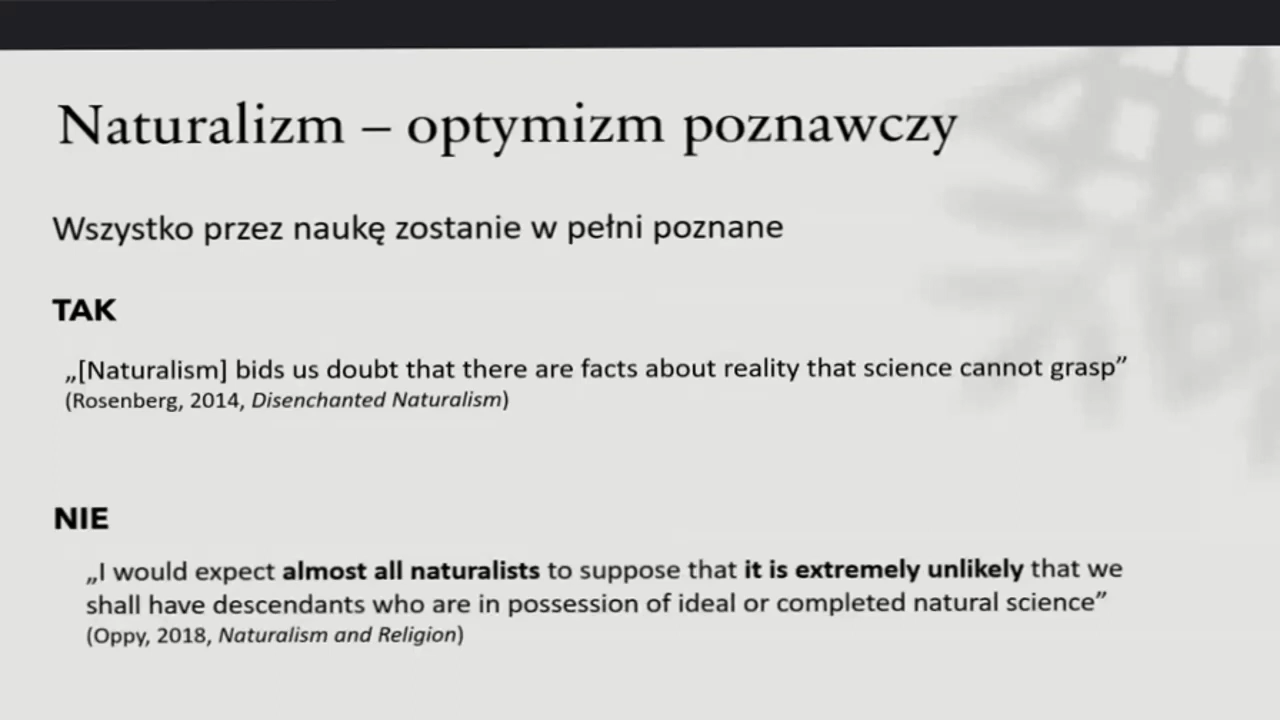 Naturalizm – optymizm poznawczy
Wszystko przez naukę zostanie w pełni poznane
TAK
„[Naturalism] bids us doubt that there are facts about reality that science cannot grasp”
(Rosenberg, 2014, Disenchanted Naturalism)
NIE
„I would expect almost all naturalists to suppose that it is extremely unlikely that we
shall have descendants who are in possession of ideal or completed natural science”
(Oppy, 2018, Naturalism and Religion)